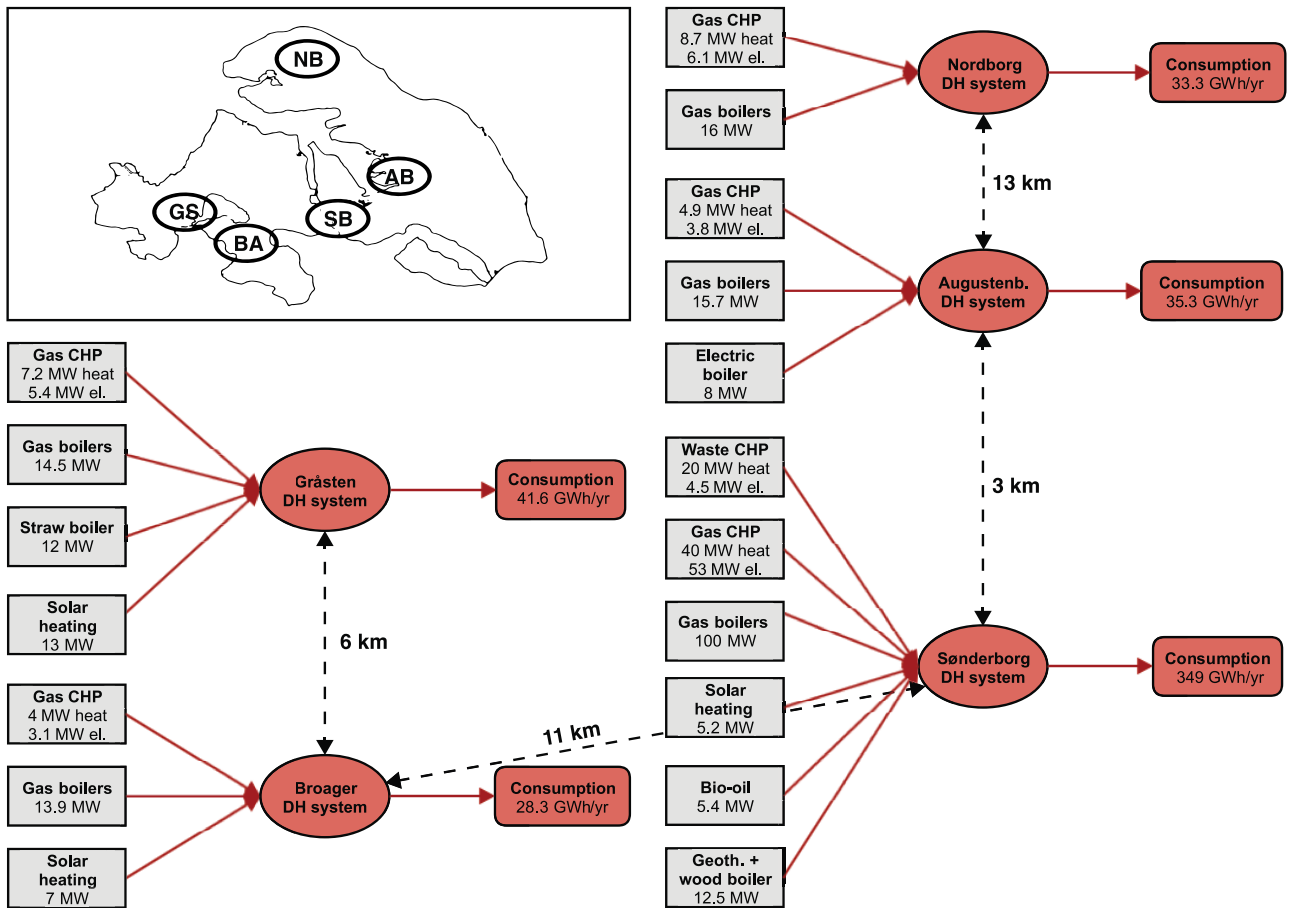 NB
AB
GS
SB
BA
Gas CHP
7.2 MW heat
5.4 MW el.
Gas boilers
14.5 MW
Straw boiler
12 MW
Solar
heating
13 MW
Gråsten
DH system
Consumption
41.6 GWh/yr
6 km
Gas CHP
4 MW heat
3.1 MW el.
Gas boilers
13.9 MW
Solar
heating
7 MW
Broager
DH system
Consumption
28.3 GWh/yr
11 km
Gas CHP
8.7 MW heat
6.1 MW el.
Gas boilers
16 MW
Nordborg
DH system
Consumption
33.3 GWh/yr
13 km
Gas CHP
4.9 MW heat
3.8 MW el.
Gas boilers
15.7 MW
Electric
boiler
8 MW
Augustenb.
DH system
Consumption
35.3 GWh/yr
3 km
Waste CHP
20 MW heat
4.5 MW el.
Gas CHP
40 MW heat
53 MW el.
Gas boilers
100 MW
Solar
heating
5.2 MW
Bio-oil
5.4 MW
Geoth. +
wood boiler
12.5 MW
Sønderborg
DH system
Consumption
349 GWh/yr